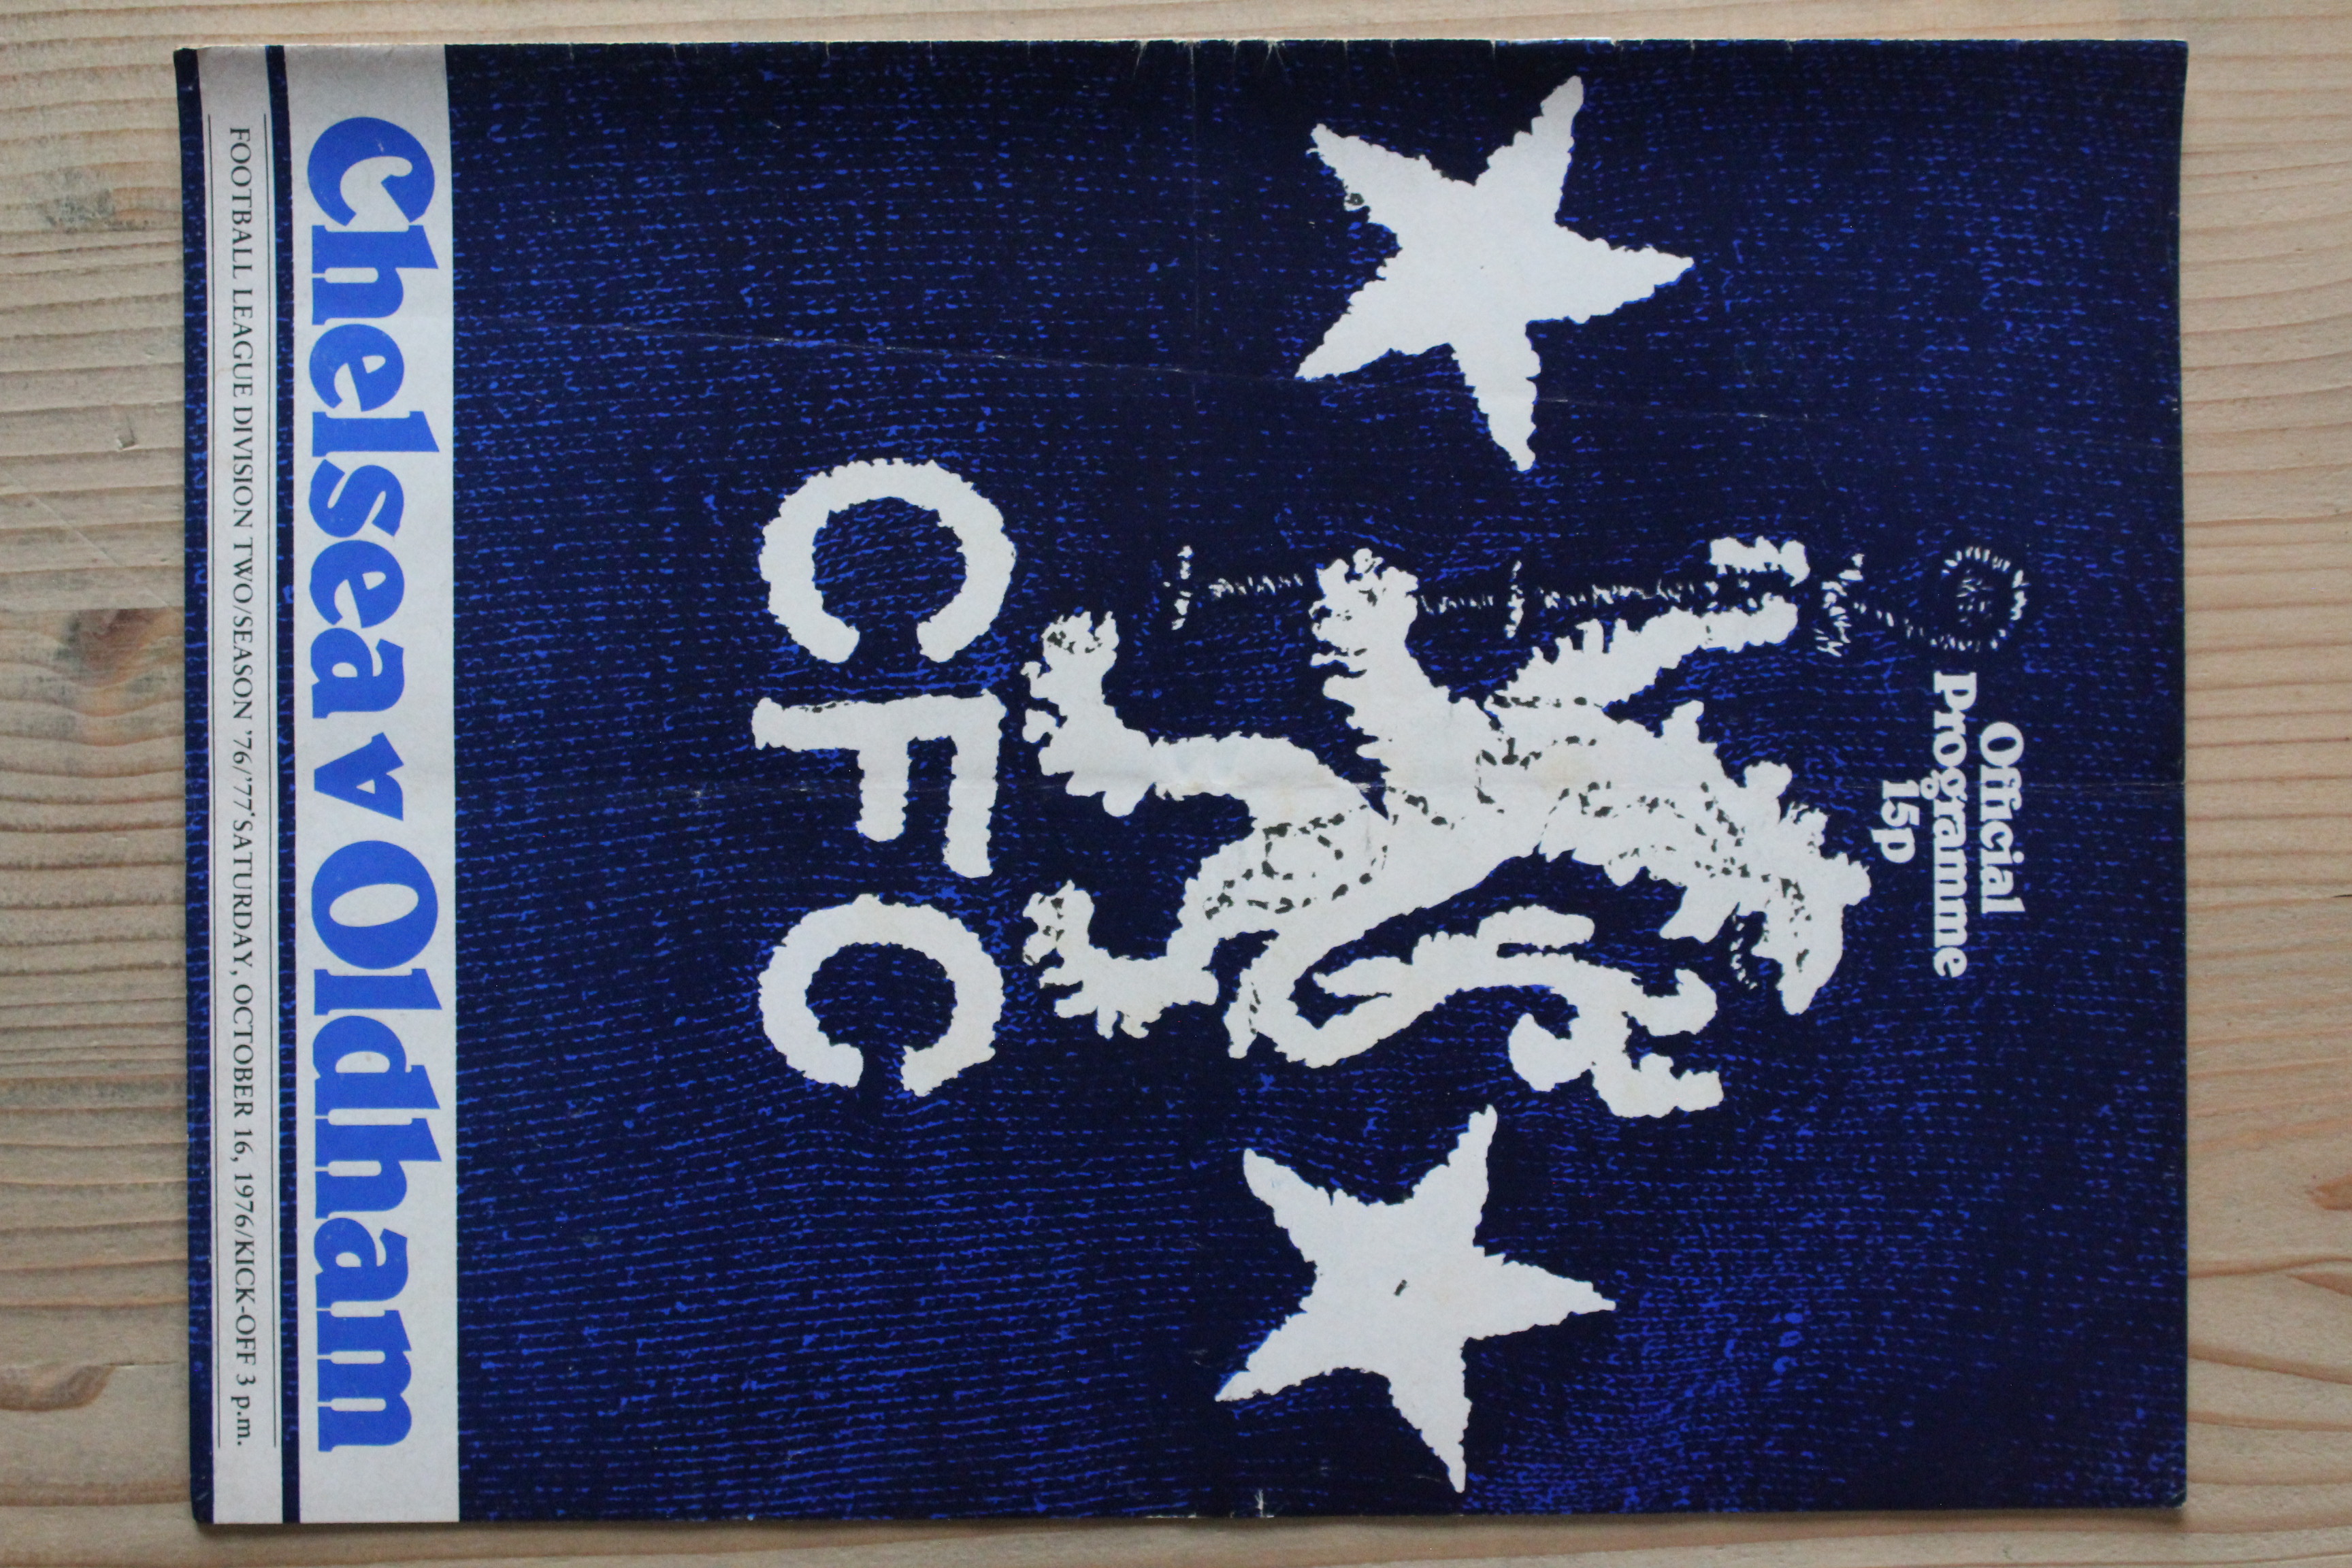 Official
Programme
15p
CFC
Chelsea v Oldham
FOOTBALL LEAGUE DIVISION TWO/SEASON '76/'77·SATURDAY, OCTOBER 16, 1976/KICK-OFF 3 p.m.